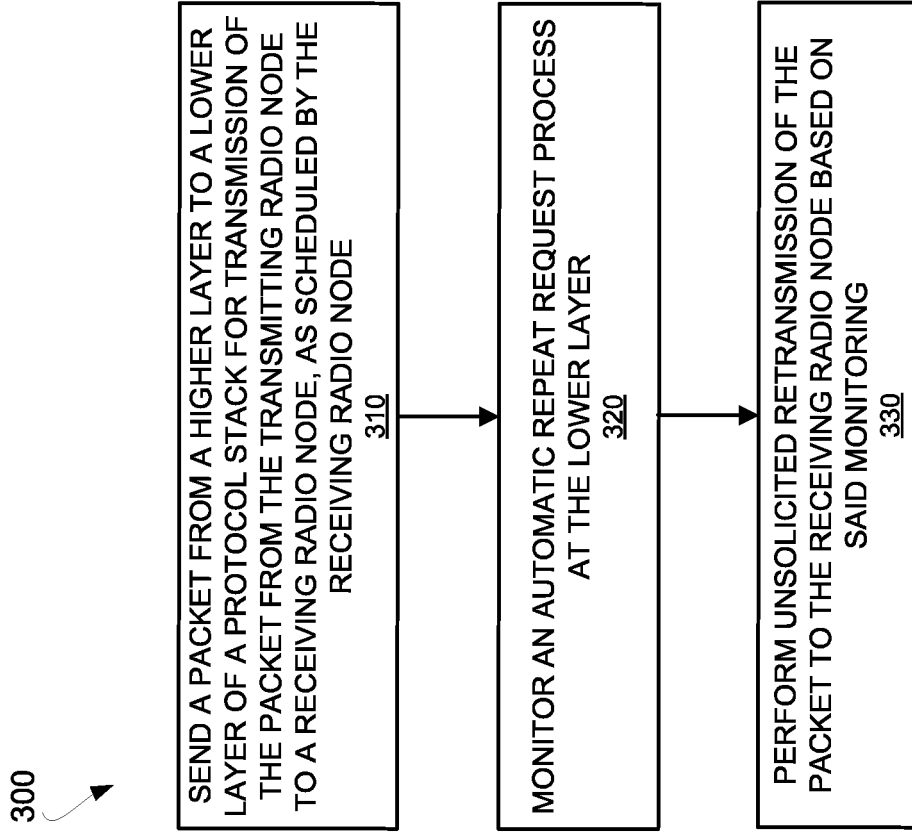 300
SEND A PACKET FROM A HIGHER LAYER TO A LOWER
LAYER OF A PROTOCOL STACK FOR TRANSMISSION OF
THE PACKET FROM THE TRANSMITTING RADIO NODE
TO A RECEIVING RADIO NODE, AS SCHEDULED BY THE
RECEIVING RADIO NODE
310
MONITOR AN AUTOMATIC REPEAT REQUEST PROCESS
AT THE LOWER LAYER
320
PERFORM UNSOLICITED RETRANSMISSION OF THE
PACKET TO THE RECEIVING RADIO NODE BASED ON
SAID MONITORING
330